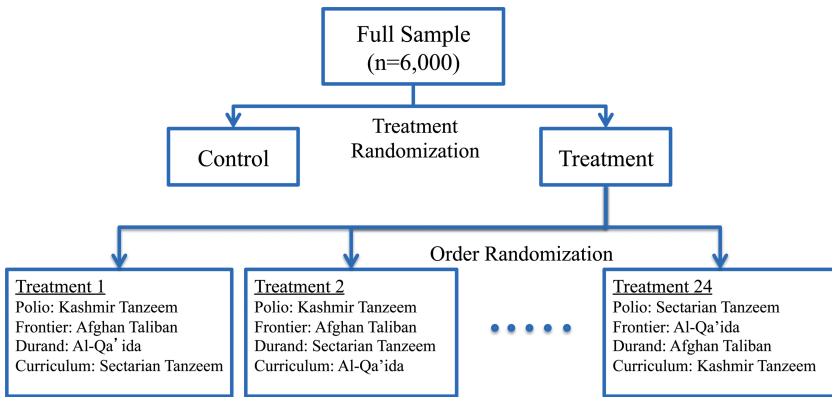 Full Sample
(n=6,000)
Treatment
Randomization
Control
Treatment
Order Randomization
Treatment 1
Polio: Kashmir Tanzeem
Frontier: Afghan Taliban
Durand: Al-Qa'ida
Curriculum: Sectarian Tanzeem
Treatment 2
Polio: Kashmir Tanzeem
Frontier: Afghan Taliban
Durand: Sectarian Tanzeem
Curriculum: Al-Qa'ida
Treatment 24
Polio: Sectarian Tanzeem
Frontier: Al-Qa'ida
Durand: Afghan Taliban
Curriculum: Kashmir Tanzeem